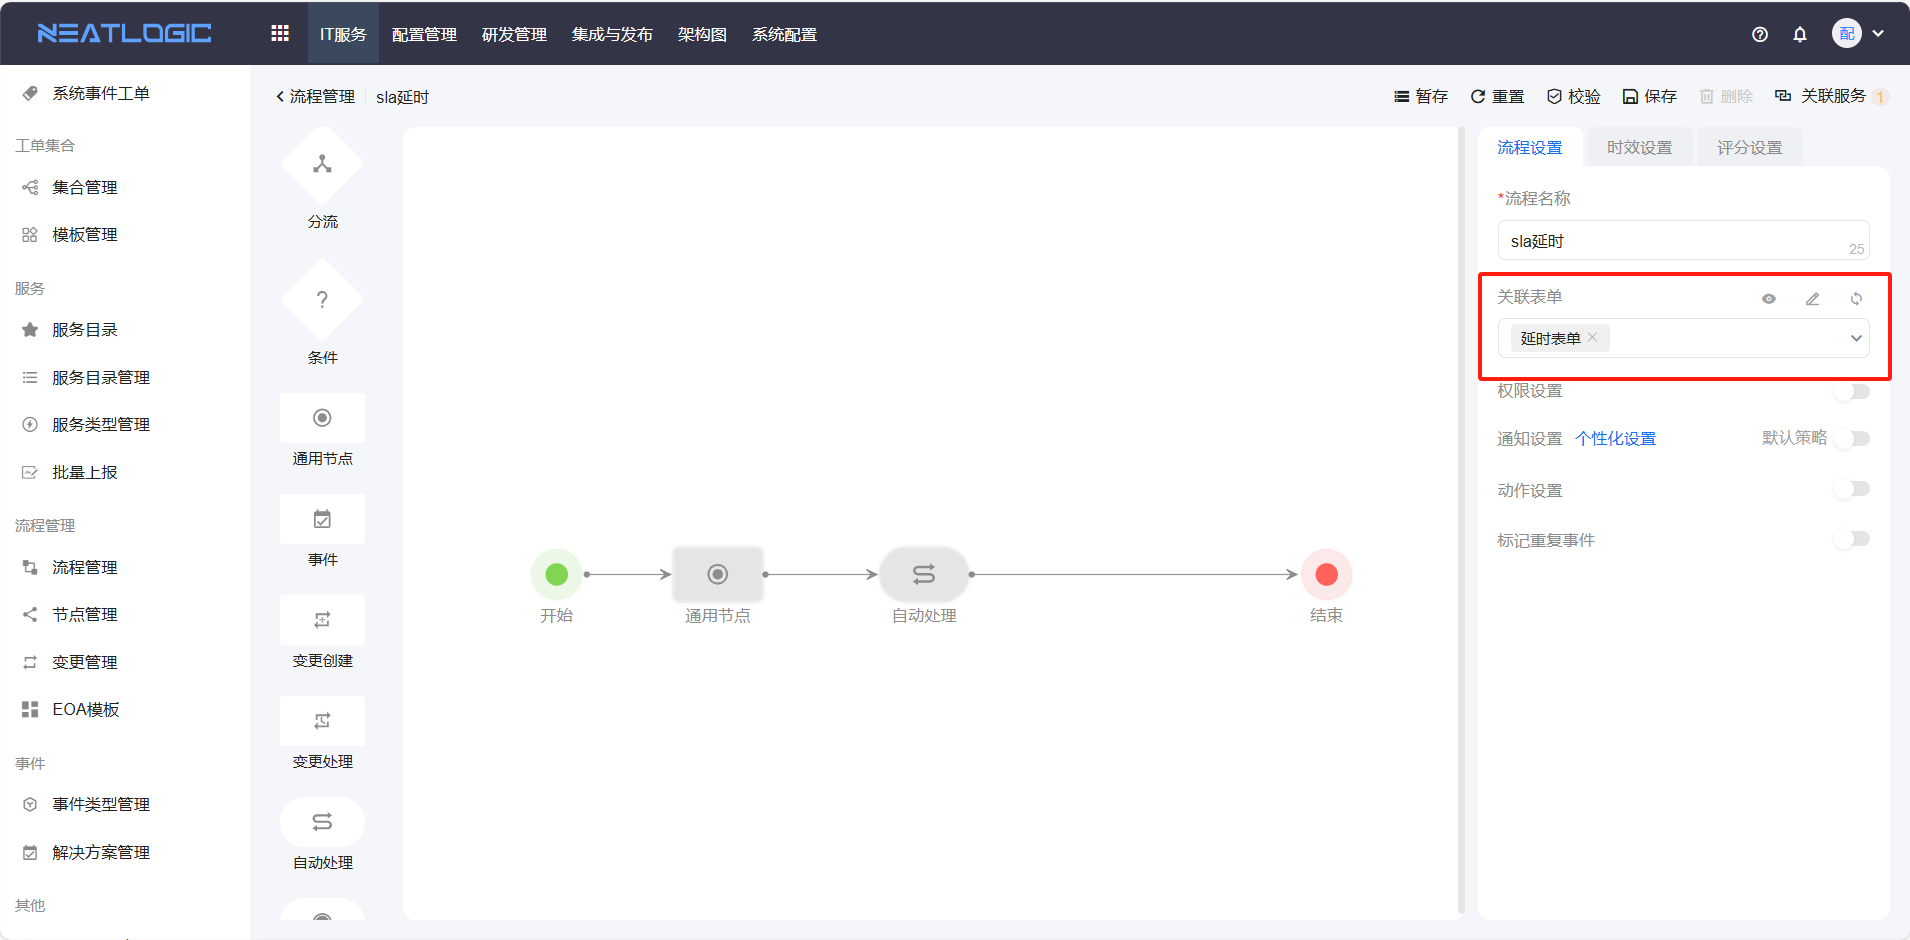 NEATLOGIC
IT服务
配置管理
研发管理
集成与发布
架构图
系统配置
配
系统事件工单
工单集合
集合管理
模板管理
服务
服务目录
服务目录管理
服务类型管理
批量上报
流程管理
流程管理
节点管理
变更管理
EOA模板
事件
事件类型管理
解决方案管理
其他
流程管理
sla延时
暂存
重置
校验
保存
删除
关联服务 1
分流
?
条件
通用节点
事件
变更创建
变更处理
自动处理
开始
通用节点
自动处理
结束
流程设置
时效设置
评分设置
*流程名称
sla延时
25
关联表单
延时表单
权限设置
通知设置 个性化设置 默认策略
动作设置
标记重复事件